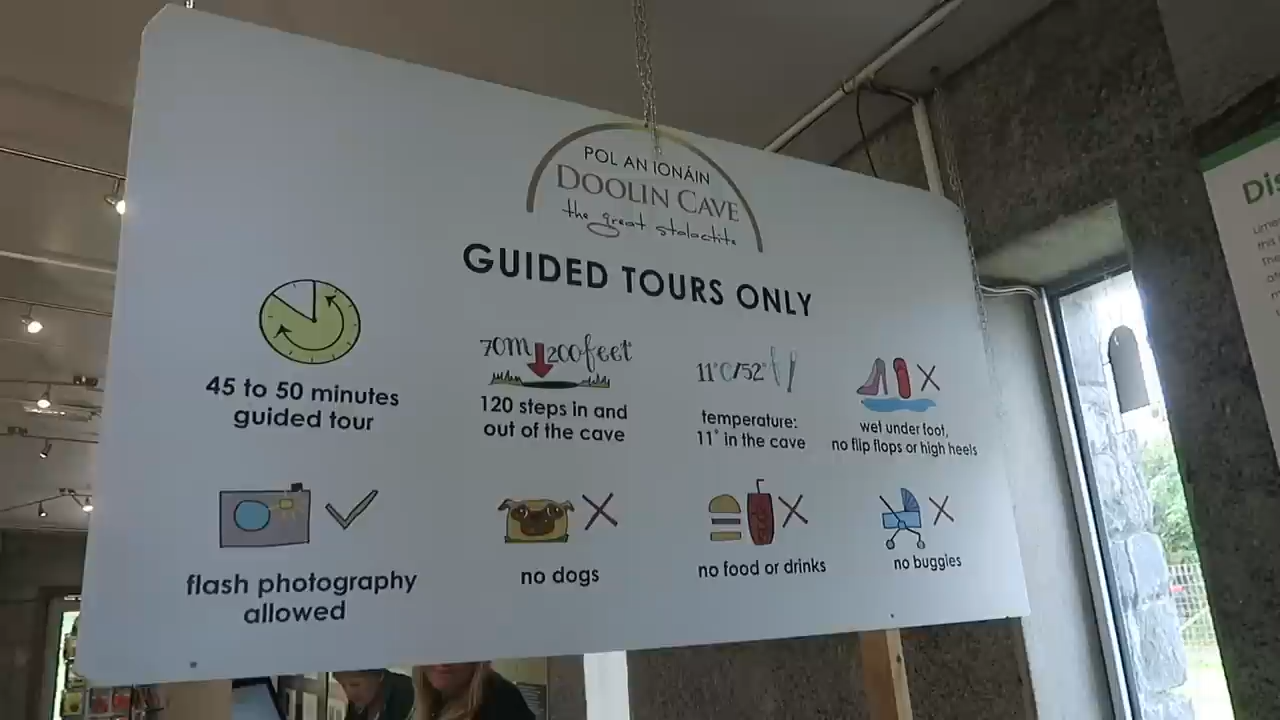 POL AN IONÁIN
DOOLIN CAVE
the great stalactite
GUIDED TOURS ONLY
45 to 50 minutes
guided tour
70m 200feet
120 steps in and
out of the cave
11°C/52°f
temperature:
11° in the cave
wet under foot,
no flip flops or high heels
flash photography
allowed
no dogs
no food or drinks
no buggies
Dis